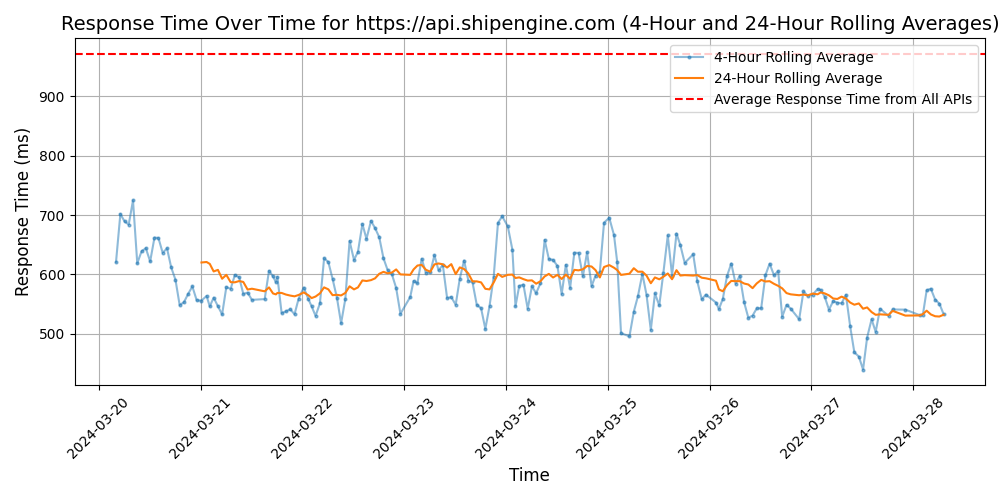 Response Time Over Time for https://api.shipengine.com (4-Hour and 24-Hour Rolling Averages)
4-Hour Rolling Average
24-Hour Rolling Average
Average Response Time from All APIs
Response Time (ms)
900
800
700
600
500
2024-03-20
2024-03-21
2024-03-22
2024-03-23
2024-03-24
2024-03-25
2024-03-26
2024-03-27
2024-03-28
Time